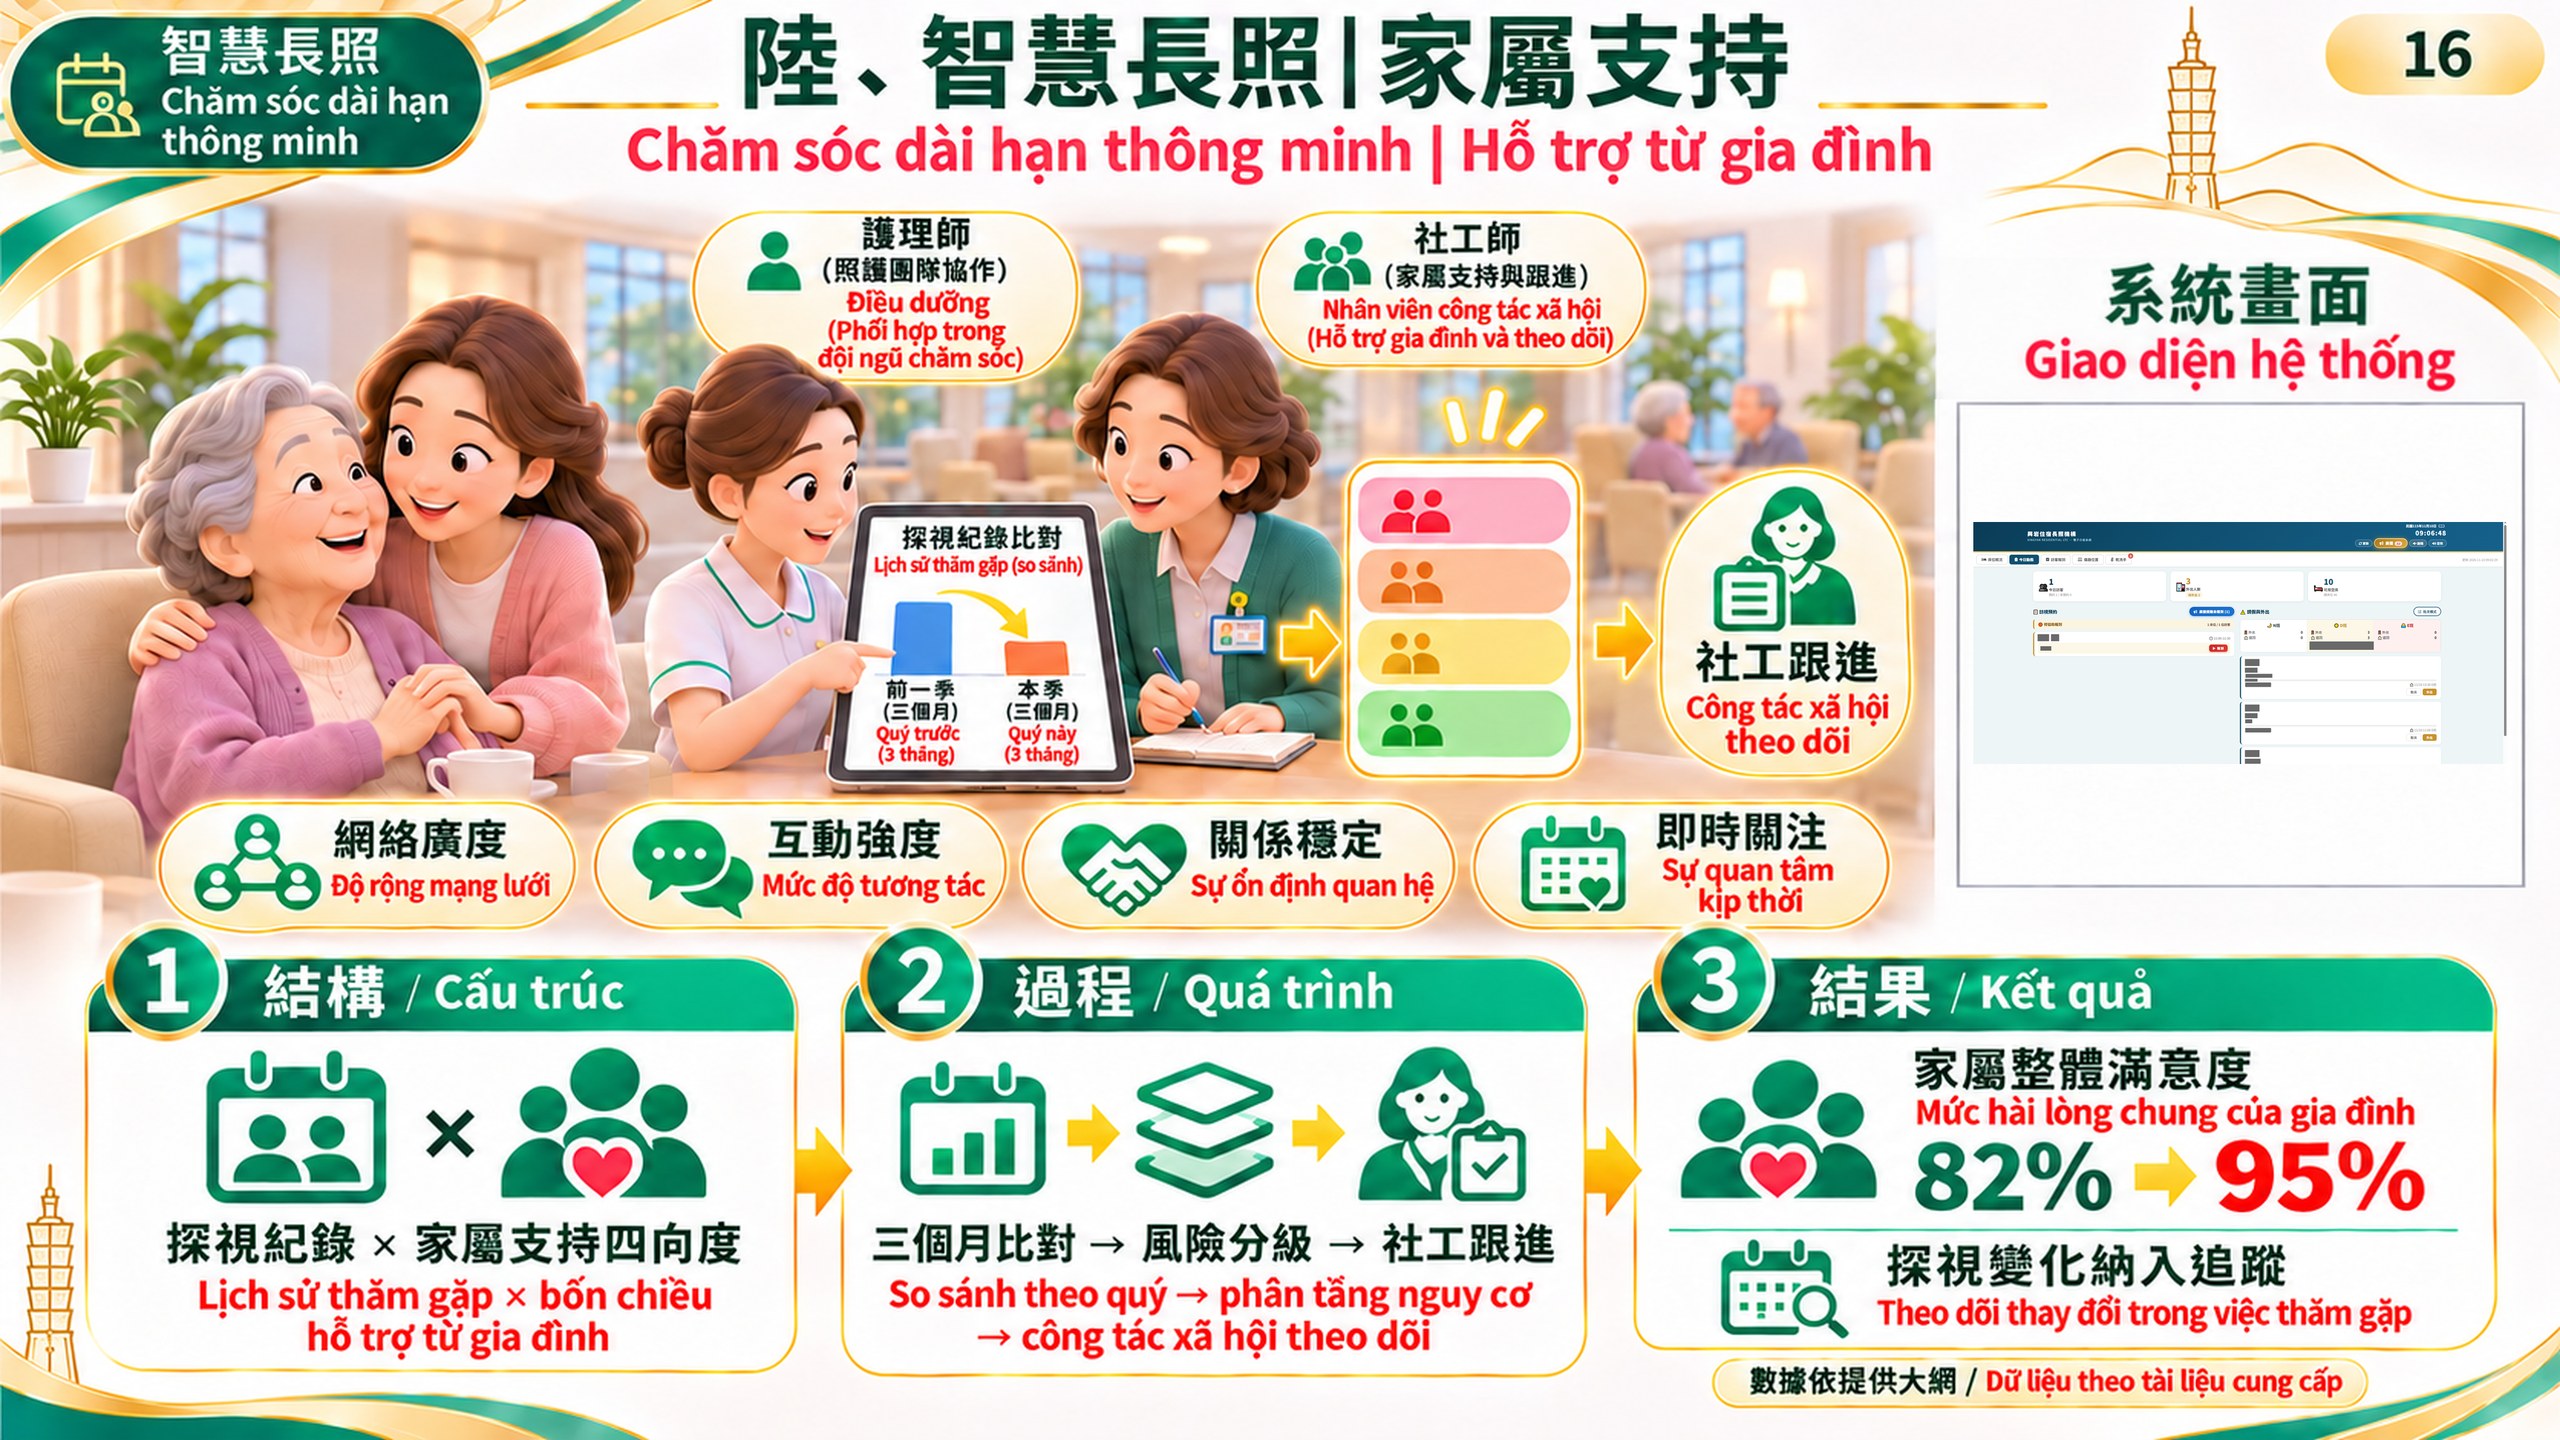 智慧長照
Chăm sóc dài hạn
thông minh
陸、智慧長照|家屬支持
Chăm sóc dài hạn thông minh | Hỗ trợ từ gia đình
16
護理師
(照護團隊協作)
Điều dưỡng
(Phối hợp trong
đội ngũ chăm sóc)
社工師
(家屬支持與跟進)
Nhân viên công tác xã hội
(Hỗ trợ gia đình và theo dõi)
系統畫面
Giao diện hệ thống
09:06:48
1
3
10
探視紀錄比對
Lịch sử thăm gặp (so sánh)
前一季
(三個月)
Quý trước
(3 tháng)
本季
(三個月)
Quý này
(3 tháng)
社工跟進
Công tác xã hội
theo dõi
網絡廣度
Độ rộng mạng lưới
互動強度
Mức độ tương tác
關係穩定
Sự ổn định quan hệ
即時關注
Sự quan tâm
kịp thời
1 結構 / Cấu trúc
探視紀錄 × 家屬支持四向度
Lịch sử thăm gặp × bốn chiều
hỗ trợ từ gia đình
2 過程 / Quá trình
三個月比對 → 風險分級 → 社工跟進
So sánh theo quý → phân tầng nguy cơ
→ công tác xã hội theo dõi
3 結果 / Kết quả
家屬整體滿意度
Mức hài lòng chung của gia đình
82% 95%
探視變化納入追蹤
Theo dõi thay đổi trong việc thăm gặp
數據依提供大網 / Dữ liệu theo tài liệu cung cấp